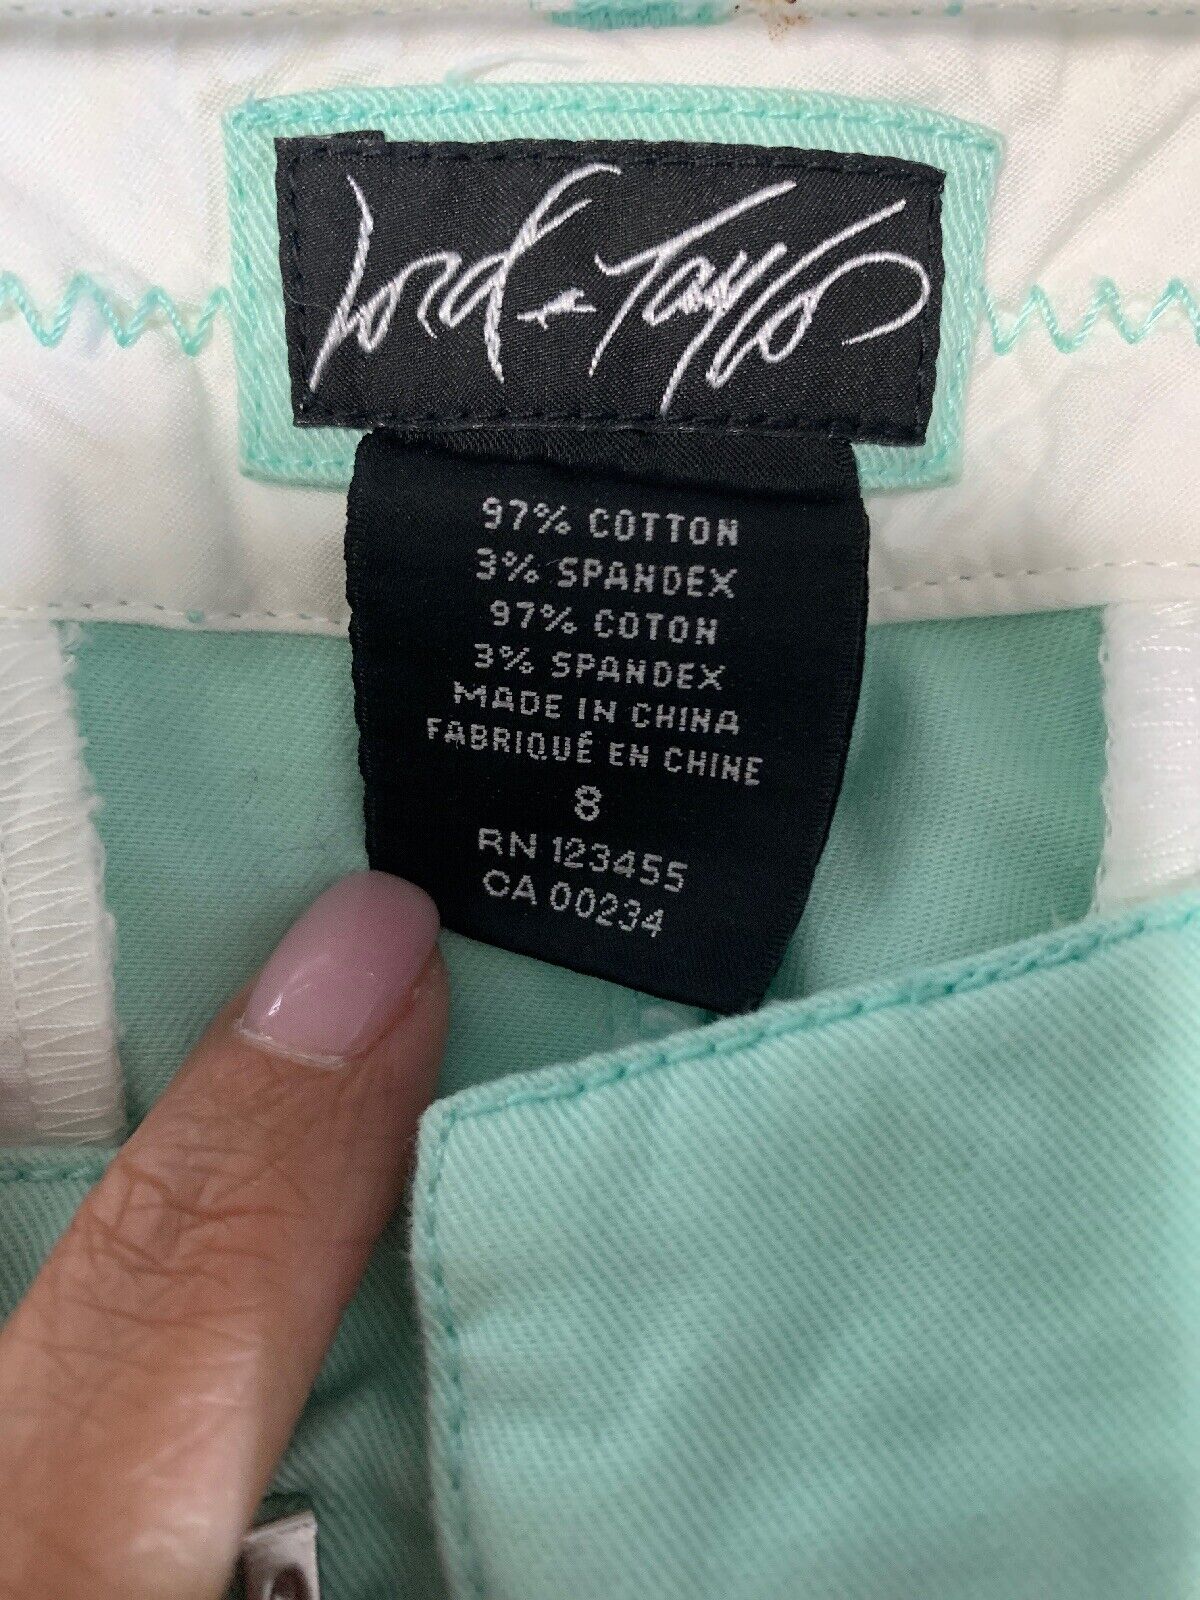 Lord & Taylor
97% COTTON
3% SPANDEX
97% COTON
3% SPANDEX
MADE IN CHINA
FABRIQUÉ EN CHINE
8
RN 123455
CA 00234